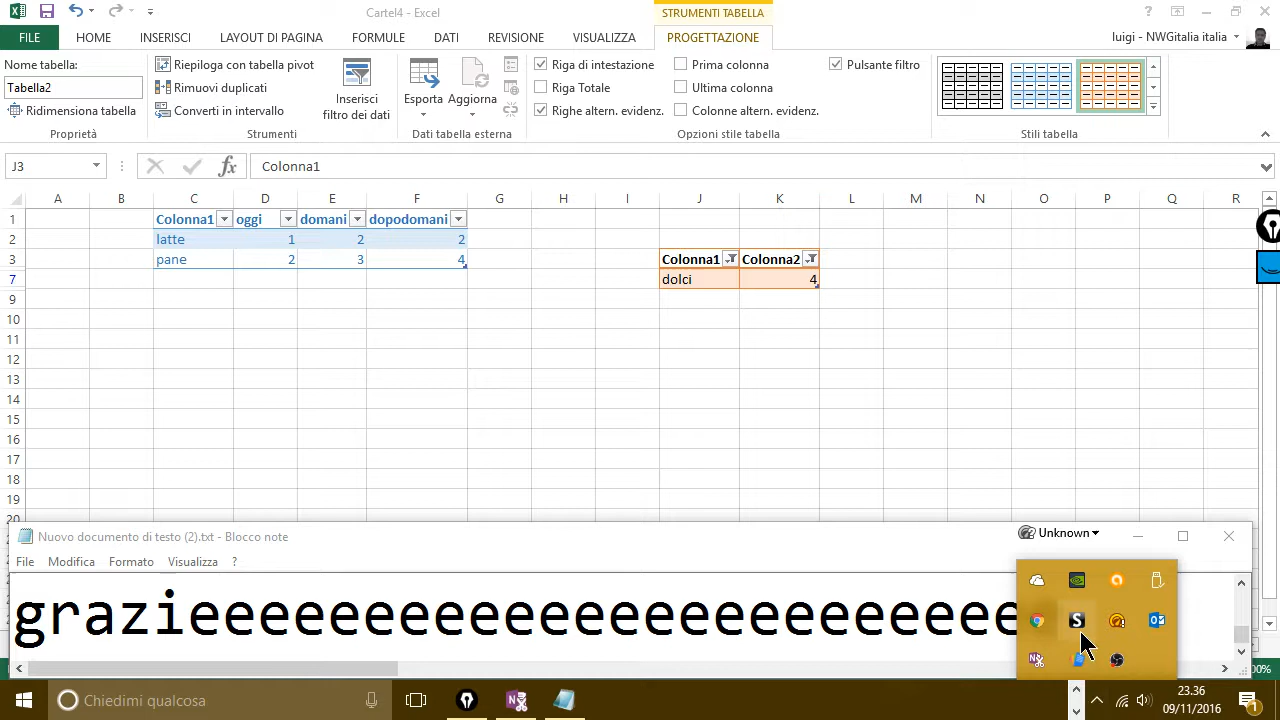 Cartel4 - Excel
STRUMENTI TABELLA
?
FILE HOME INSERISCI LAYOUT DI PAGINA FORMULE DATI REVISIONE VISUALIZZA PROGETTAZIONE luigi - NWGitalia italia
Nome tabella:
Tabella2
Ridimensiona tabella
Proprietà
Riepiloga con tabella pivot
Rimuovi duplicati
Converti in intervallo
Inserisci
filtro dei dati
Strumenti
Esporta Aggiorna
Dati tabella esterna
Riga di intestazione
Riga Totale
Righe altern. evidenz.
Prima colonna
Ultima colonna
Colonne altern. evidenz.
Pulsante filtro
Opzioni stile tabella
Stili tabella
J3 fx Colonna1
A B C D E F G H I J K L M N O P Q R
1 Colonna1 oggi domani dopodomani
2 latte 1 2 2
3 pane 2 3 4 Colonna1 Colonna2
7 dolci 4
9
10
11
12
13
14
15
16
17
18
19
20
Nuovo documento di testo (2).txt - Blocco note
Unknown
File Modifica Formato Visualizza ?
grazieeeeeeeeeeeeeeeeeeeeeeee
00%
Chiedimi qualcosa
23.36
09/11/2016
1